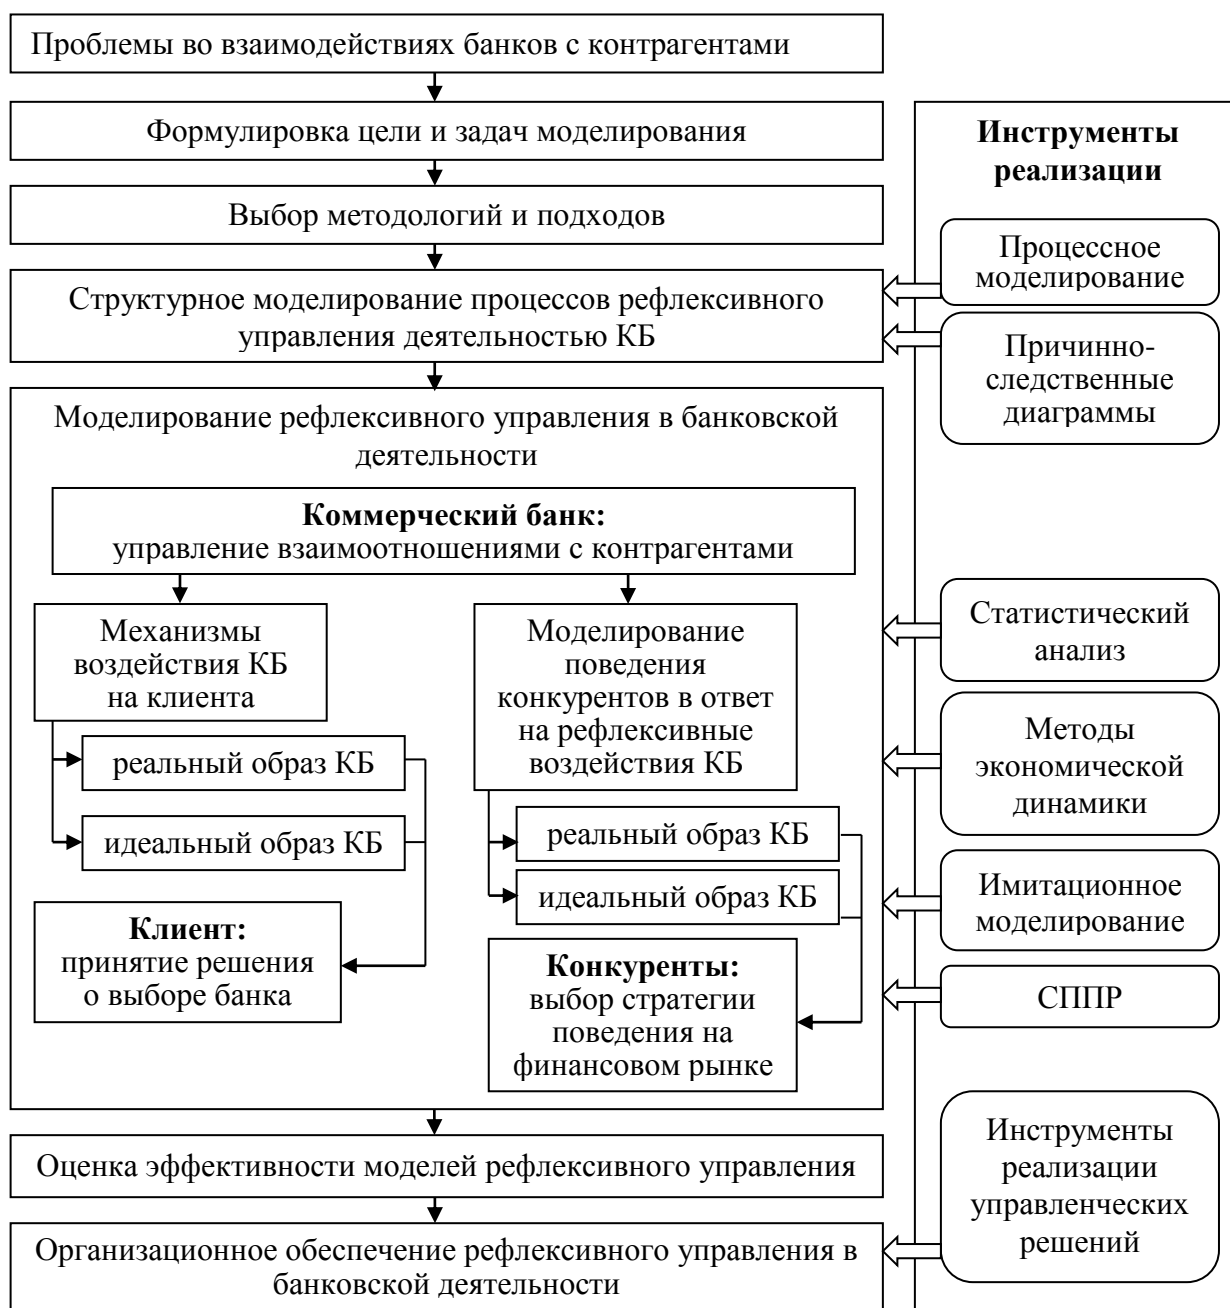 Проблемы во взаимодействиях банков с контрагентами
Формулировка цели и задач моделирования
Выбор методологий и подходов
Структурное моделирование процессов рефлексивного
управления деятельностью КБ
Моделирование рефлексивного управления в банковской
деятельности
Коммерческий банк:
управление взаимоотношениями с контрагентами
Механизмы
воздействия КБ
на клиента
реальный образ КБ
идеальный образ КБ
Клиент:
принятие решения
о выборе банка
Моделирование
поведения
конкурентов в ответ
на рефлексивные
воздействия КБ
реальный образ КБ
идеальный образ КБ
Конкуренты:
выбор стратегии
поведения на
финансовом рынке
Оценка эффективности моделей рефлексивного управления
Организационное обеспечение рефлексивного управления в
банковской деятельности
Инструменты
реализации
Процессное
моделирование
Причинно-
следственные
диаграммы
Статистический
анализ
Методы
экономической
динамики
Имитационное
моделирование
СППР
Инструменты
реализации
управленческих
решений